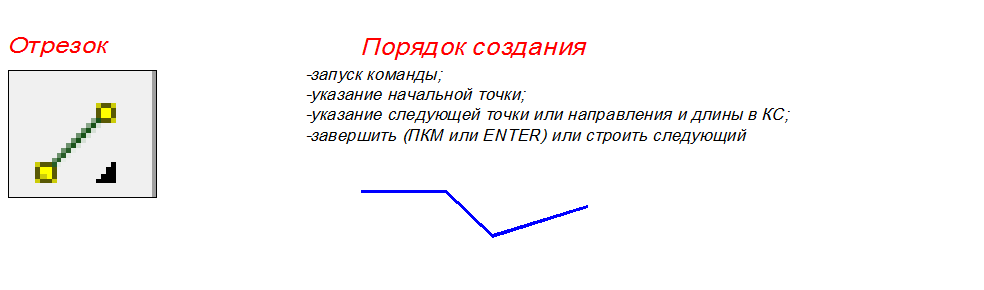 Отрезок
Порядок создания
-запуск команды;
-указание начальной точки;
-указание следующей точки или направления и длины в КС;
-завершить (ПКМ или ENTER) или строить следующий